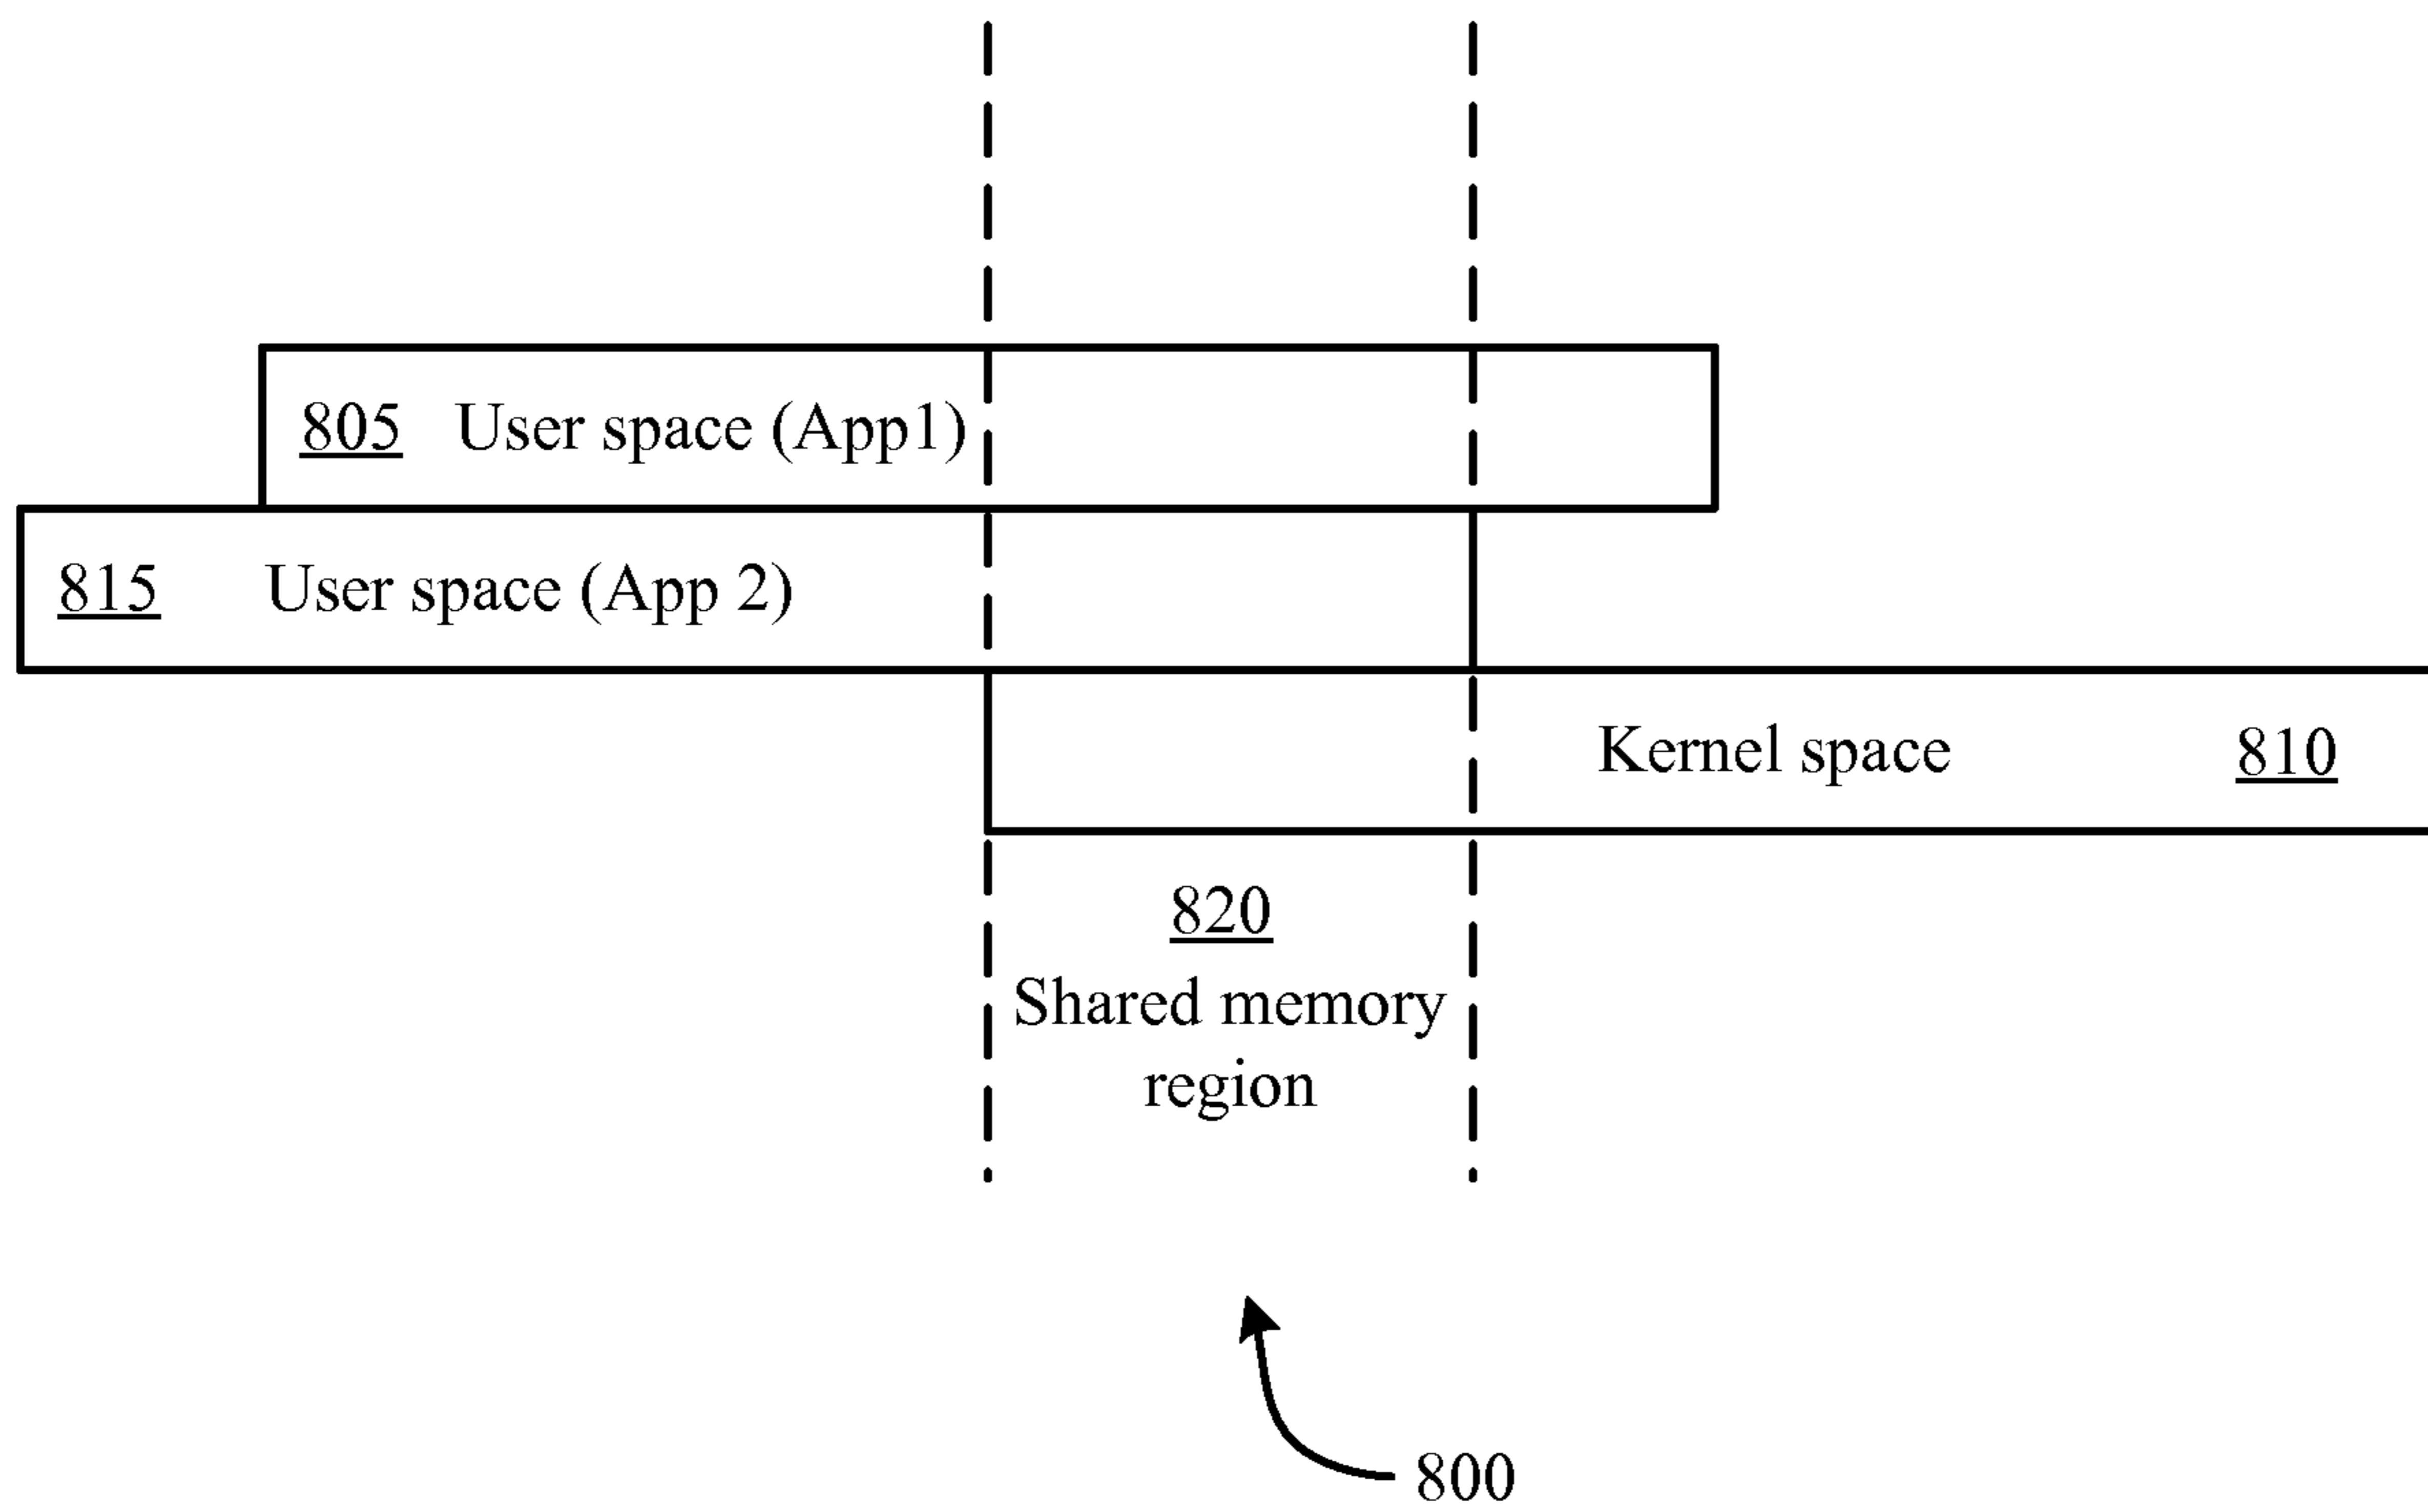 805 User space (App1)
815 User space (App 2)
Kernel space 810
820
Shared memory
region
800